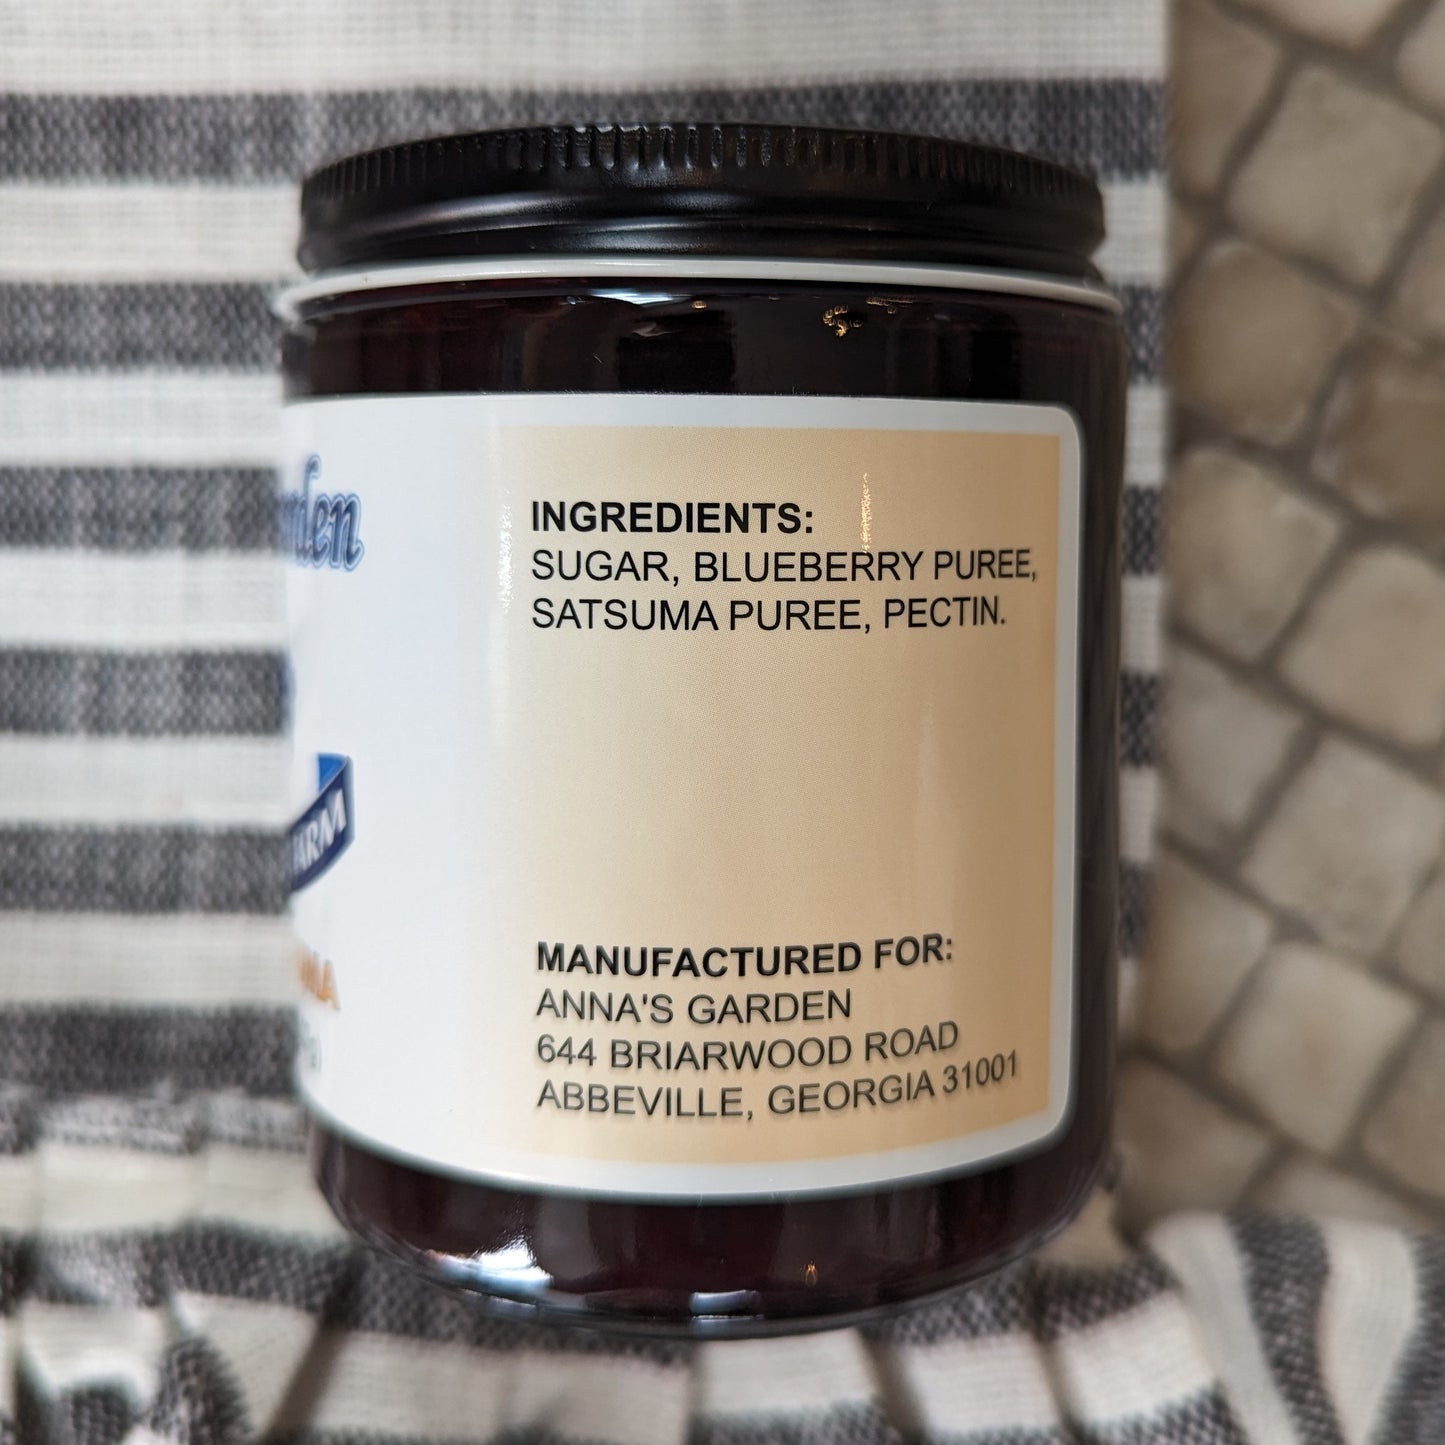 INGREDIENTS:
SUGAR, BLUEBERRY PUREE,
SATSUMA PUREE, PECTIN.
MANUFACTURED FOR:
ANNA'S GARDEN
644 BRIARWOOD ROAD
ABBEVILLE, GEORGIA 31001